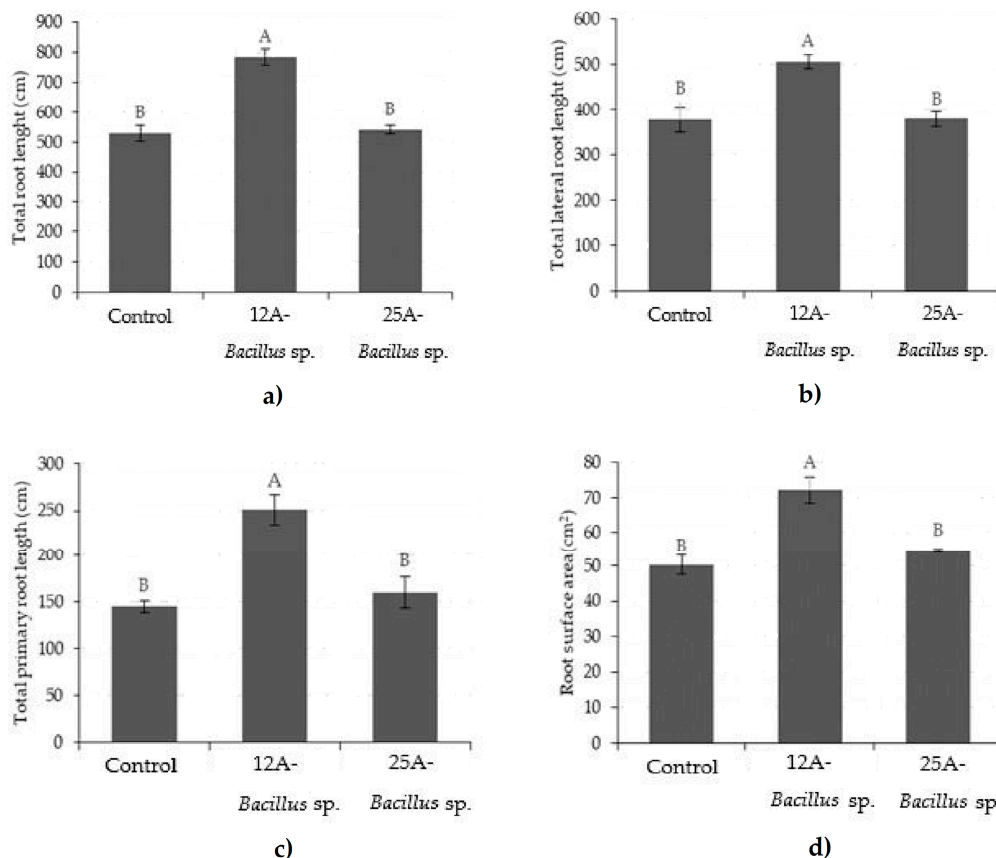 Total root lenght (cm)
900
800
700
600
500
400
300
200
100
0
B
A
B
Control
12A-
25A-
Bacillus sp.
Bacillus sp.
a)
Total lateral root lenght (cm)
600
500
400
300
200
100
0
B
A
B
Control
12A-
25A-
Bacillus sp.
Bacillus sp.
b)
Total primary root length (cm)
300
250
200
150
100
50
0
B
A
B
Control
12A-
25A-
Bacillus sp.
Bacillus sp.
c)
Root surface area(cm²)
80
70
60
50
40
30
20
10
0
B
A
B
Control
12A-
25A-
Bacillus sp.
Bacillus sp.
d)